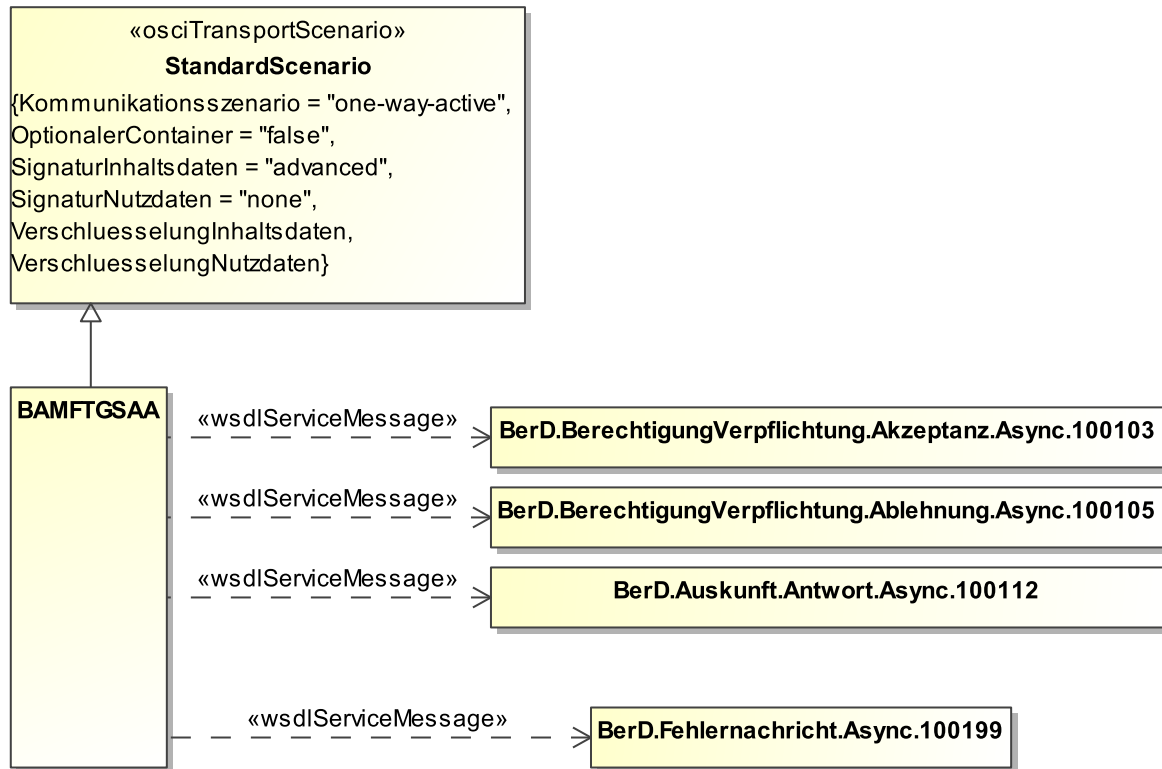 «osciTransportScenario»
StandardScenario
{Kommunikationsszenario = "one-way-active",
OptionalerContainer = "false",
SignaturInhaltsdaten = "advanced",
SignaturNutzdaten = "none",
VerschluesselungInhaltsdaten,
VerschluesselungNutzdaten}
BAMFTGSAA
«wsdlServiceMessage»
BerD.BerechtigungVerpflichtung.Akzeptanz.Async.100103
«wsdlServiceMessage»
BerD.BerechtigungVerpflichtung.Ablehnung.Async.100105
«wsdlServiceMessage»
BerD.Auskunft.Antwort.Async.100112
«wsdlServiceMessage»
BerD.Fehlernachricht.Async.100199